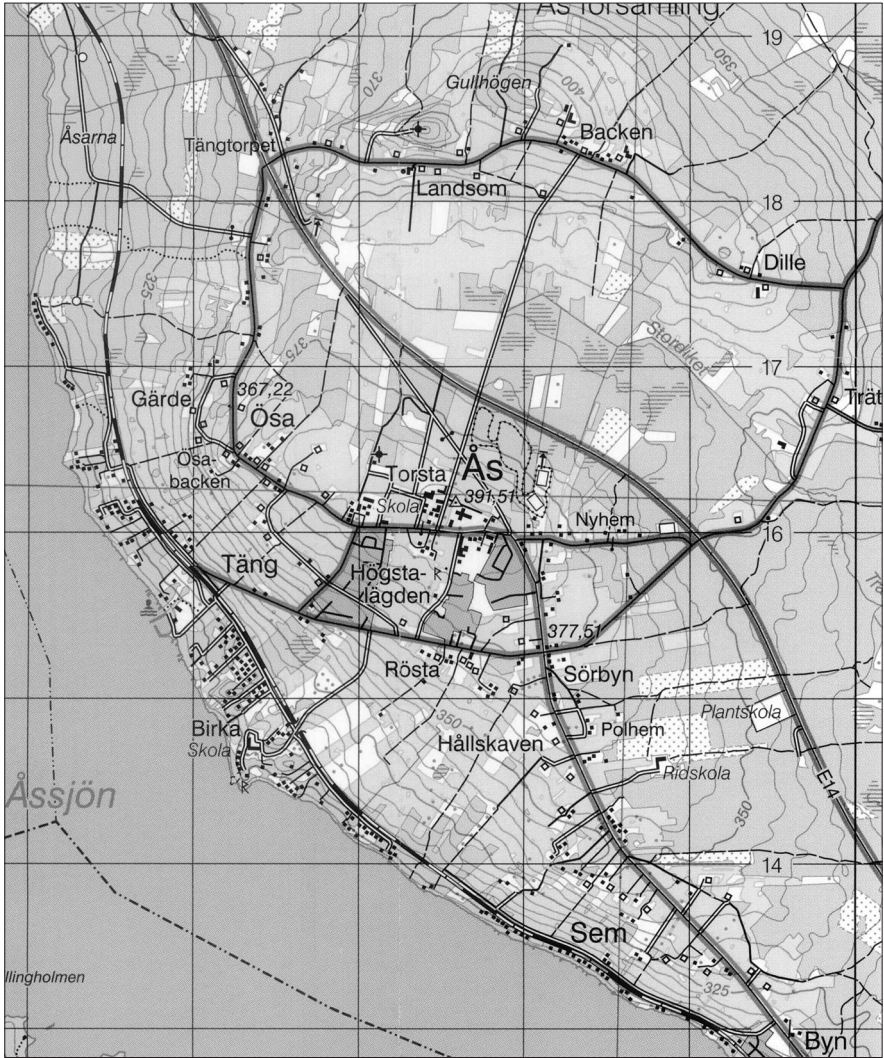 Ås församling
19
Gullhögen
370
400
350
Backen
Åsarna
Tängtorpet
Landsom
18
Dille
325
Stordiket
375
17
Gärde
367,22
Ösa
Trät
Ösa-
backen
Torsta
Ås
Skola
391,51
Nyhem
16
Täng
Högsta-
lägden
377,51
Rösta
Sörbyn
350
Plantskola
Birka
Skola
Hållskaven
Polhem
Ridskola
E14
Åssjön
350
14
Sem
llingholmen
325
Byn